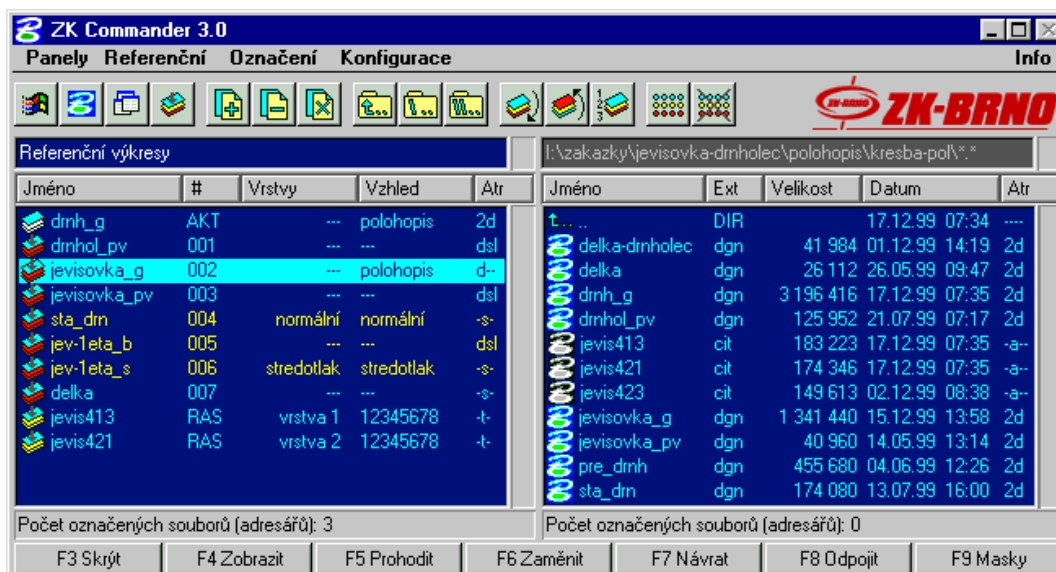 ZK Commander 3.0
Panely Referenční Označení Konfigurace Info
ZK-BRNO ZK-BRNO
Referenční výkresy
Jméno # Vrstvy Vzhled Atr
drnh_g AKT --- polohopis 2d
drnhol_pv 001 --- --- dsl
jevisovka_g 002 --- polohopis d--
jevisovka_pv 003 --- --- dsl
sta_drn 004 normální normální -s-
jev-1eta_b 005 --- --- dsl
jev-1eta_s 006 stredotlak stredotlak -s-
delka 007 --- --- -s-
jevis413 RAS vrstva 1 12345678 -t-
jevis421 RAS vrstva 2 12345678 -t-
Počet označených souborů (adresářů): 3
I:\zakazky\jevisovka-drnholec\polohopis\kresba-pol\*.*
Jméno Ext Velikost Datum Atr
.. DIR 17.12.99 07:34 ----
delka-drnholec dgn 41 984 01.12.99 14:19 2d
delka dgn 26 112 26.05.99 09:47 2d
drnh_g dgn 3 196 416 17.12.99 07:35 2d
drnhol_pv dgn 125 952 21.07.99 07:17 2d
jevis413 cit 183 223 17.12.99 07:35 -a--
jevis421 cit 174 346 17.12.99 07:35 -a--
jevis423 cit 149 613 02.12.99 08:38 -a--
jevisovka_g dgn 1 341 440 15.12.99 13:58 2d
jevisovka_pv dgn 40 960 14.05.99 13:14 2d
pre_drnh dgn 455 680 04.06.99 12:26 2d
sta_drn dgn 174 080 13.07.99 16:00 2d
Počet označených souborů (adresářů): 0
F3 Skrýt F4 Zobrazit F5 Prohodit F6 Zaměnit F7 Návrat F8 Odpojit F9 Masky